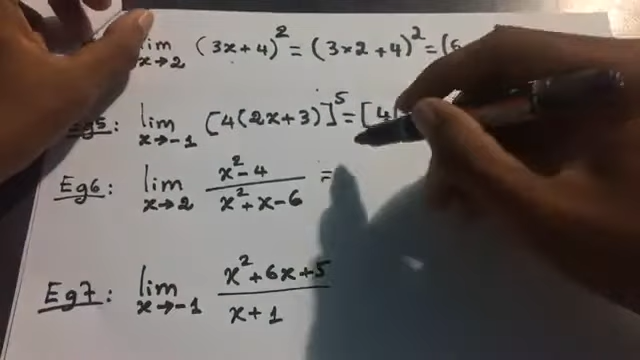 lim x→2 (3x+4)² = (3×2+4)² = (6
Eg5: lim x→-1 [4(2x+3)]⁵ = [4(
Eg6: lim x→2 x²-4 / x²+x-6 =
Eg7: lim x→-1 x²+6x+5 / x+1